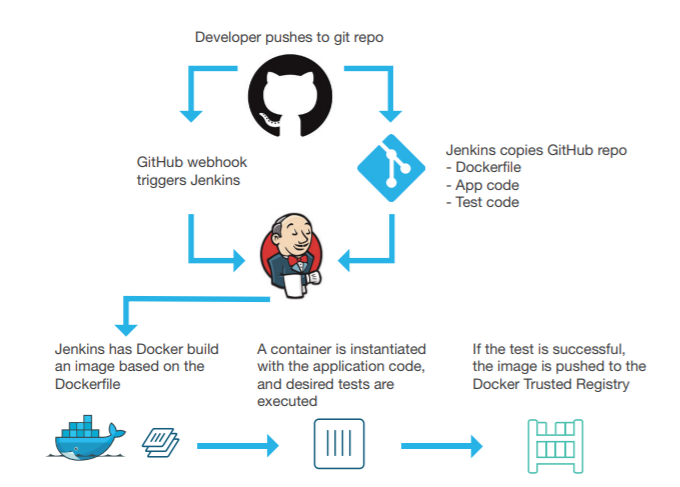 Developer pushes to git repo
GitHub webhook
triggers Jenkins
Jenkins copies GitHub repo
- Dockerfile
- App code
- Test code
Jenkins has Docker build
an image based on the
Dockerfile
A container is instantiated
with the application code,
and desired tests are
executed
If the test is successful,
the image is pushed to the
Docker Trusted Registry